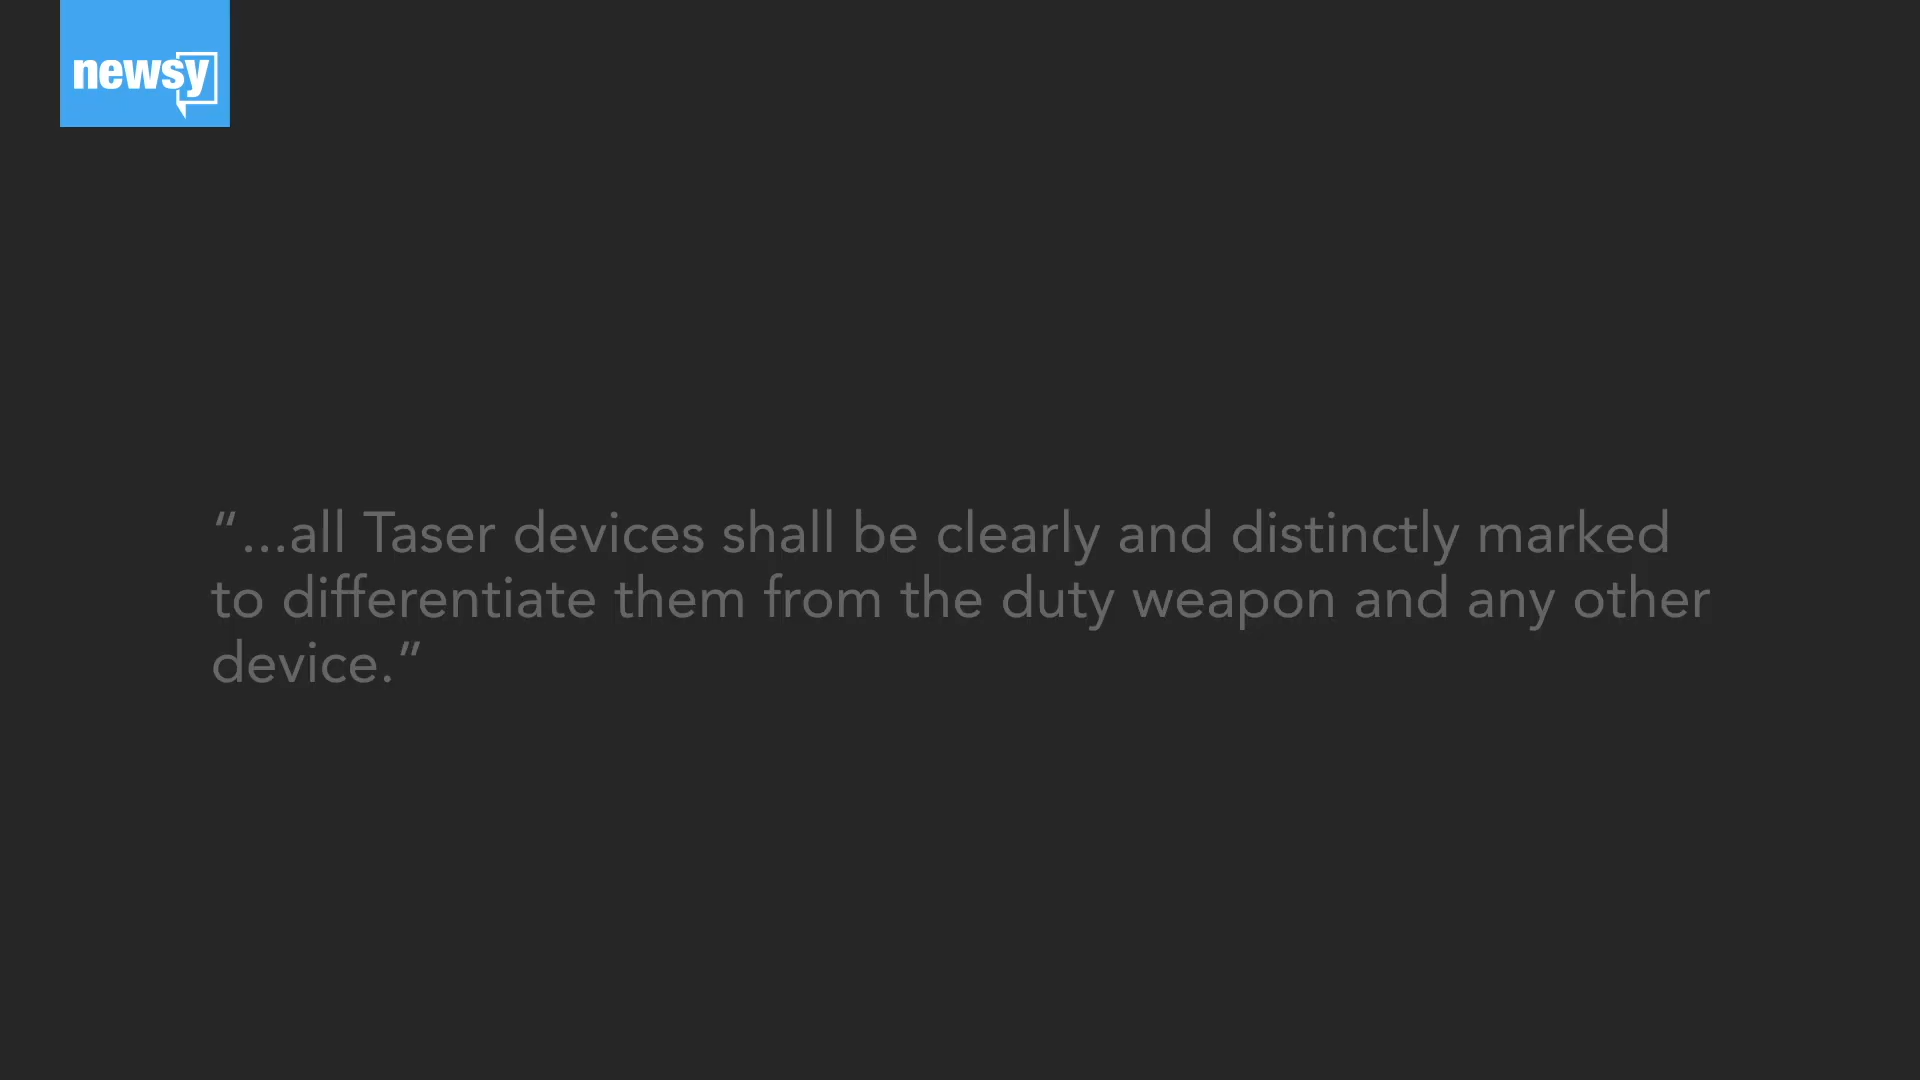 newsy
“...all Taser devices shall be clearly and distinctly marked
to differentiate them from the duty weapon and any other
device.”